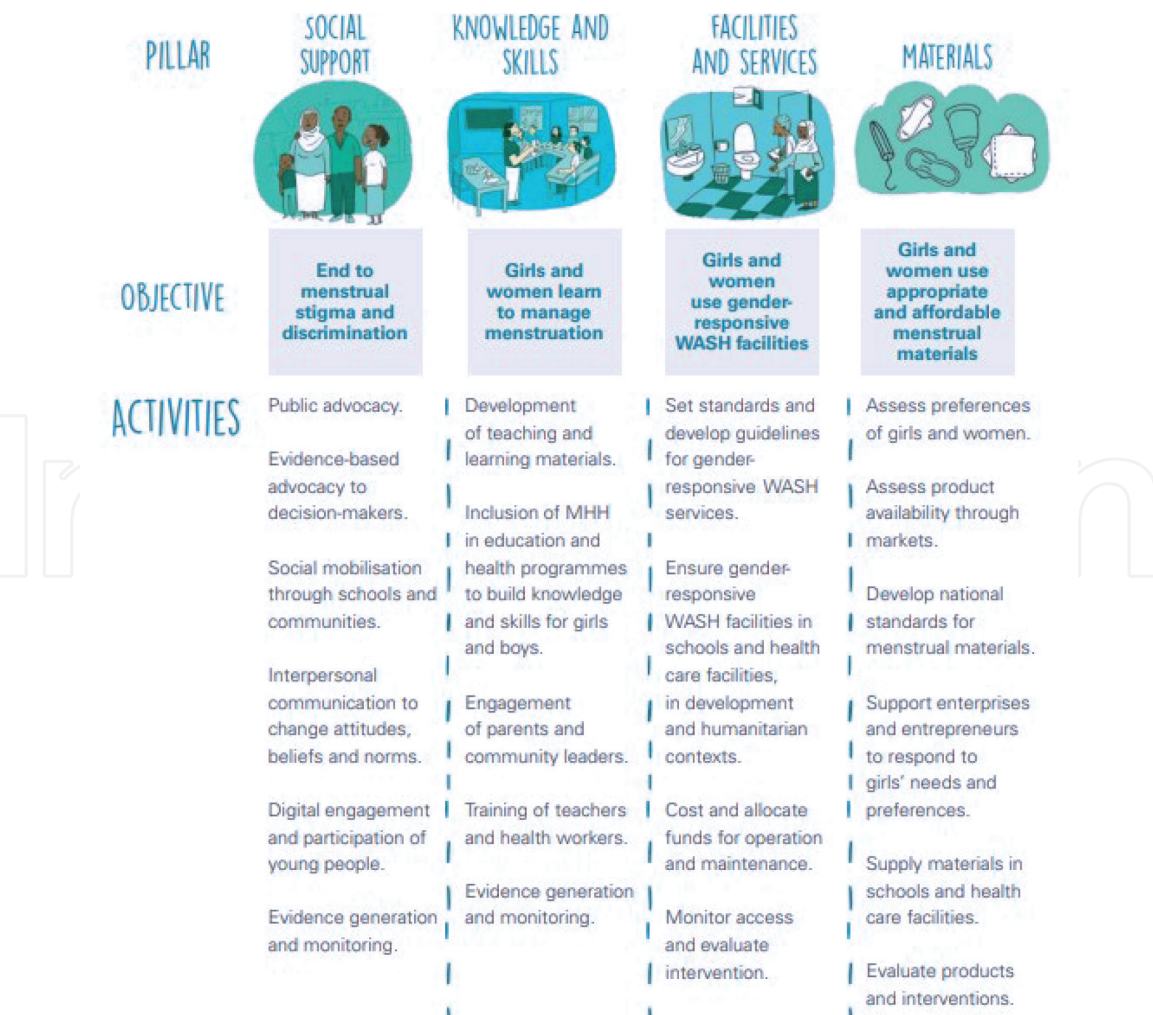 PILLAR
SOCIAL
SUPPORT
KNOWLEDGE AND
SKILLS
FACILITIES
AND SERVICES
MATERIALS
OBJECTIVE
End to
menstrual
stigma and
discrimination
Girls and
women learn
to manage
menstruation
Girls and
women
use gender-
responsive
WASH facilities
Girls and
women use
appropriate
and affordable
menstrual
materials
ACTIVITIES
Public advocacy.
Evidence-based
advocacy to
decision-makers.
Social mobilisation
through schools and
communities.
Interpersonal
communication to
change attitudes,
beliefs and norms.
Digital engagement
and participation of
young people.
Evidence generation
and monitoring.
Development
of teaching and
learning materials.
Inclusion of MHH
in education and
health programmes
to build knowledge
and skills for girls
and boys.
Engagement
of parents and
community leaders.
Training of teachers
and health workers.
Evidence generation
and monitoring.
Set standards and
develop guidelines
for gender-
responsive WASH
services.
Ensure gender-
responsive
WASH facilities in
schools and health
care facilities,
in development
and humanitarian
contexts.
Cost and allocate
funds for operation
and maintenance.
Monitor access
and evaluate
intervention.
Assess preferences
of girls and women.
Assess product
availability through
markets.
Develop national
standards for
menstrual materials.
Support enterprises
and entrepreneurs
to respond to
girls' needs and
preferences.
Supply materials in
schools and health
care facilities.
Evaluate products
and interventions.